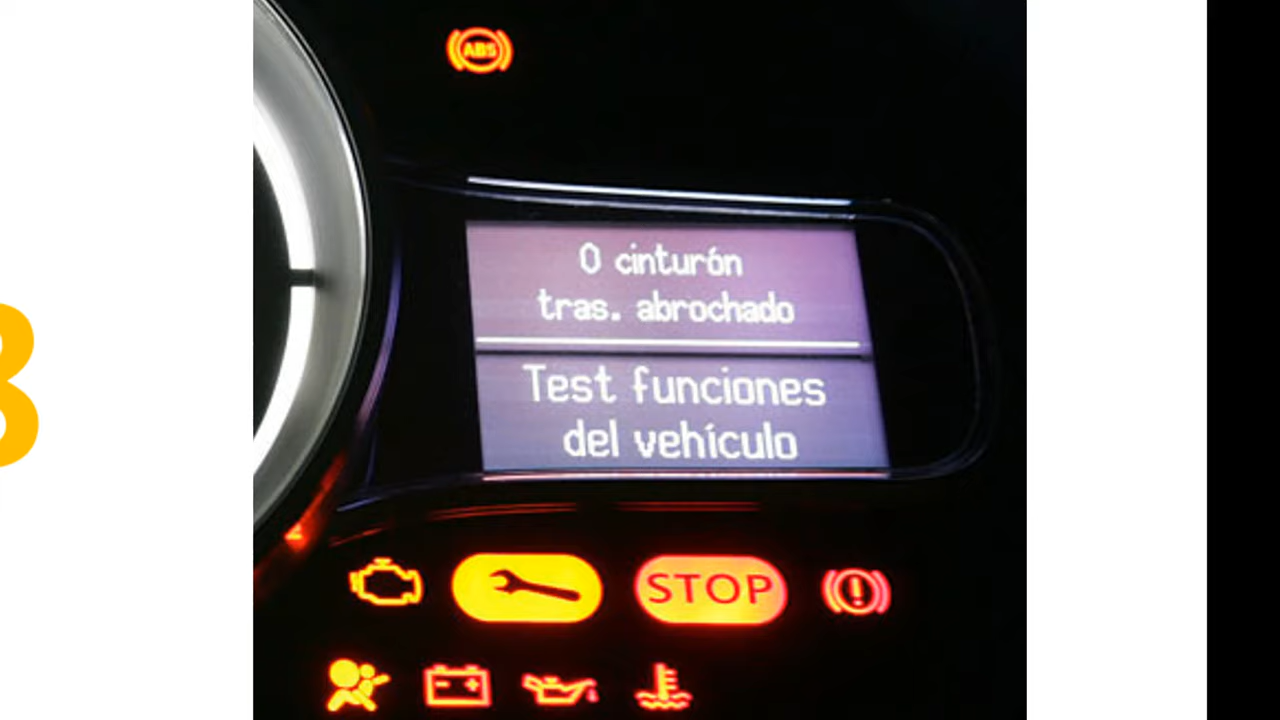 ABS
0 cinturón
tras. abrochado
Test funciones
del vehículo
STOP